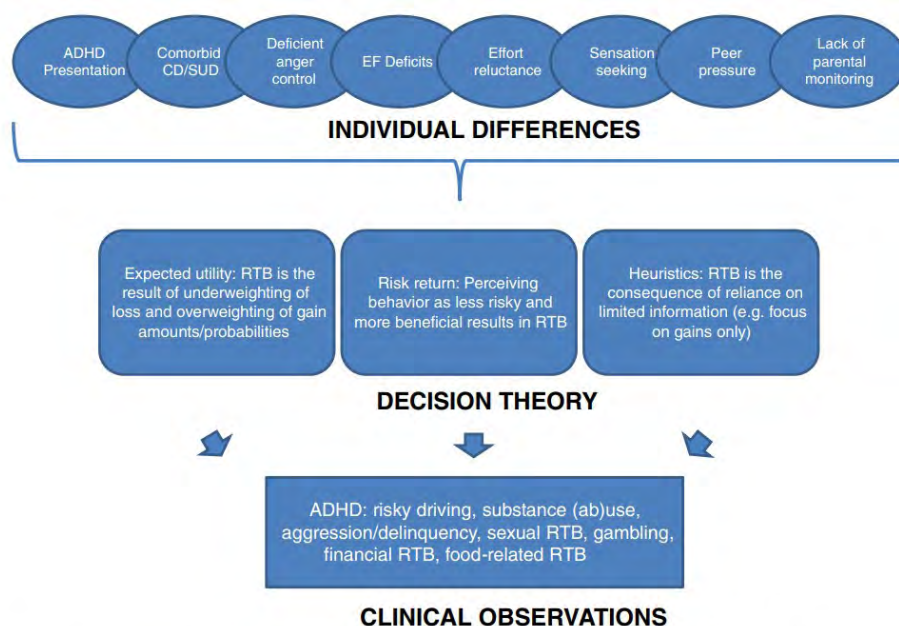 ADHD
Presentation
Comorbid
CD/SUD
Deficient
anger
control
EF Deficits
Effort
reluctance
Sensation
seeking
Peer
pressure
Lack of
parental
monitoring
INDIVIDUAL DIFFERENCES
Expected utility: RTB is the
result of underweighting of
loss and overweighting of gain
amounts/probabilities
Risk return: Perceiving
behavior as less risky and
more beneficial results in RTB
Heuristics: RTB is the
consequence of reliance on
limited information (e.g. focus
on gains only)
DECISION THEORY
ADHD: risky driving, substance (ab)use,
aggression/delinquency, sexual RTB, gambling,
financial RTB, food-related RTB
CLINICAL OBSERVATIONS